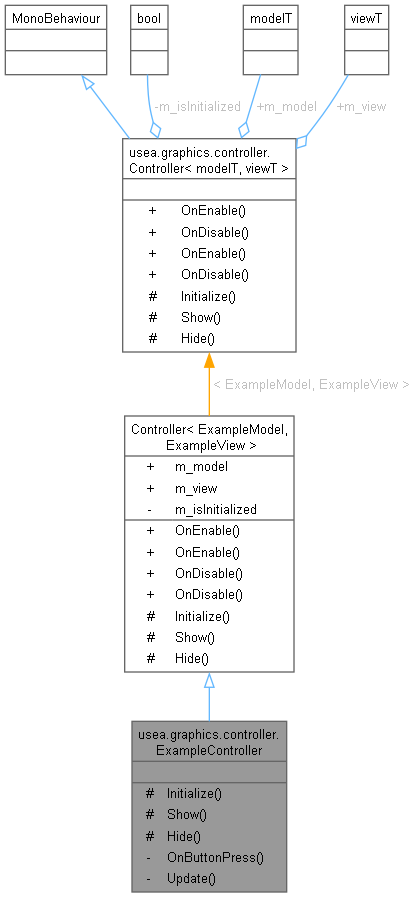 MonoBehaviour bool modelT viewT
-m_isInitialized +m_model +m_view
usea.graphics.controller.
Controller< modelT, viewT >
+ OnEnable()
+ OnDisable()
+ OnEnable()
+ OnDisable()
# Initialize()
# Show()
# Hide()
< ExampleModel, ExampleView >
Controller< ExampleModel,
ExampleView >
+ m_model
+ m_view
- m_isInitialized
+ OnEnable()
+ OnEnable()
+ OnDisable()
+ OnDisable()
# Initialize()
# Show()
# Hide()
usea.graphics.controller.
ExampleController
# Initialize()
# Show()
# Hide()
- OnButtonPress()
- Update()